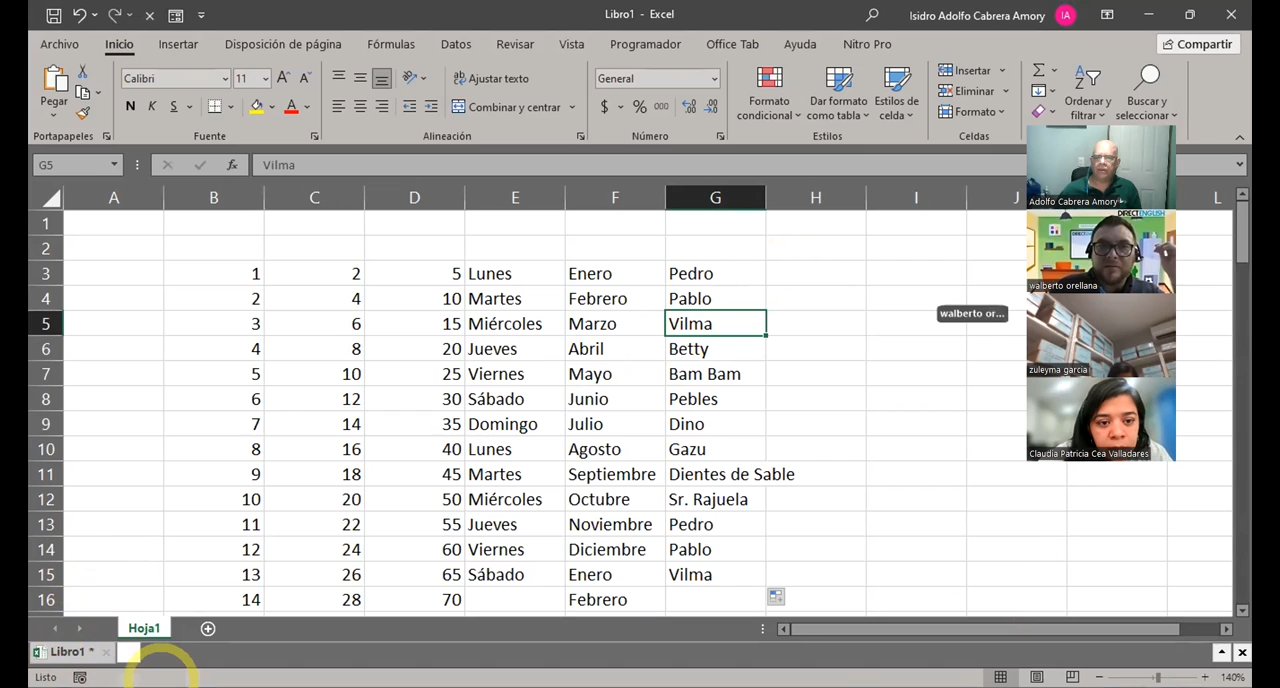 Libro1 - Excel
Isidro Adolfo Cabrera Amory
IA
Archivo Inicio Insertar Disposición de página Fórmulas Datos Revisar Vista Programador Office Tab Ayuda Nitro Pro Compartir
Pegar
Calibri 11
N K S
Ajustar texto
Combinar y centrar
General
$ % 000
Formato condicional
Dar formato como tabla
Estilos de celda
Insertar
Eliminar
Formato
Ordenar y filtrar
Buscar y seleccionar
Portapapeles Fuente Alineación Número Estilos Celdas
G5 fx Vilma
A B C D E F G H I J L
1
2
3 1 2 5 Lunes Enero Pedro
4 2 4 10 Martes Febrero Pablo
5 3 6 15 Miércoles Marzo Vilma
6 4 8 20 Jueves Abril Betty
7 5 10 25 Viernes Mayo Bam Bam
8 6 12 30 Sábado Junio Pebles
9 7 14 35 Domingo Julio Dino
10 8 16 40 Lunes Agosto Gazu
11 9 18 45 Martes Septiembre Dientes de Sable
12 10 20 50 Miércoles Octubre Sr. Rajuela
13 11 22 55 Jueves Noviembre Pedro
14 12 24 60 Viernes Diciembre Pablo
15 13 26 65 Sábado Enero Vilma
16 14 28 70 Febrero
Adolfo Cabrera Amory
DIRECT ENGLISH
walberto orellana
walberto or...
zuleyma garcia
Claudia Patricia Cea Valladares
Hoja1
Libro1 *
Listo
140%